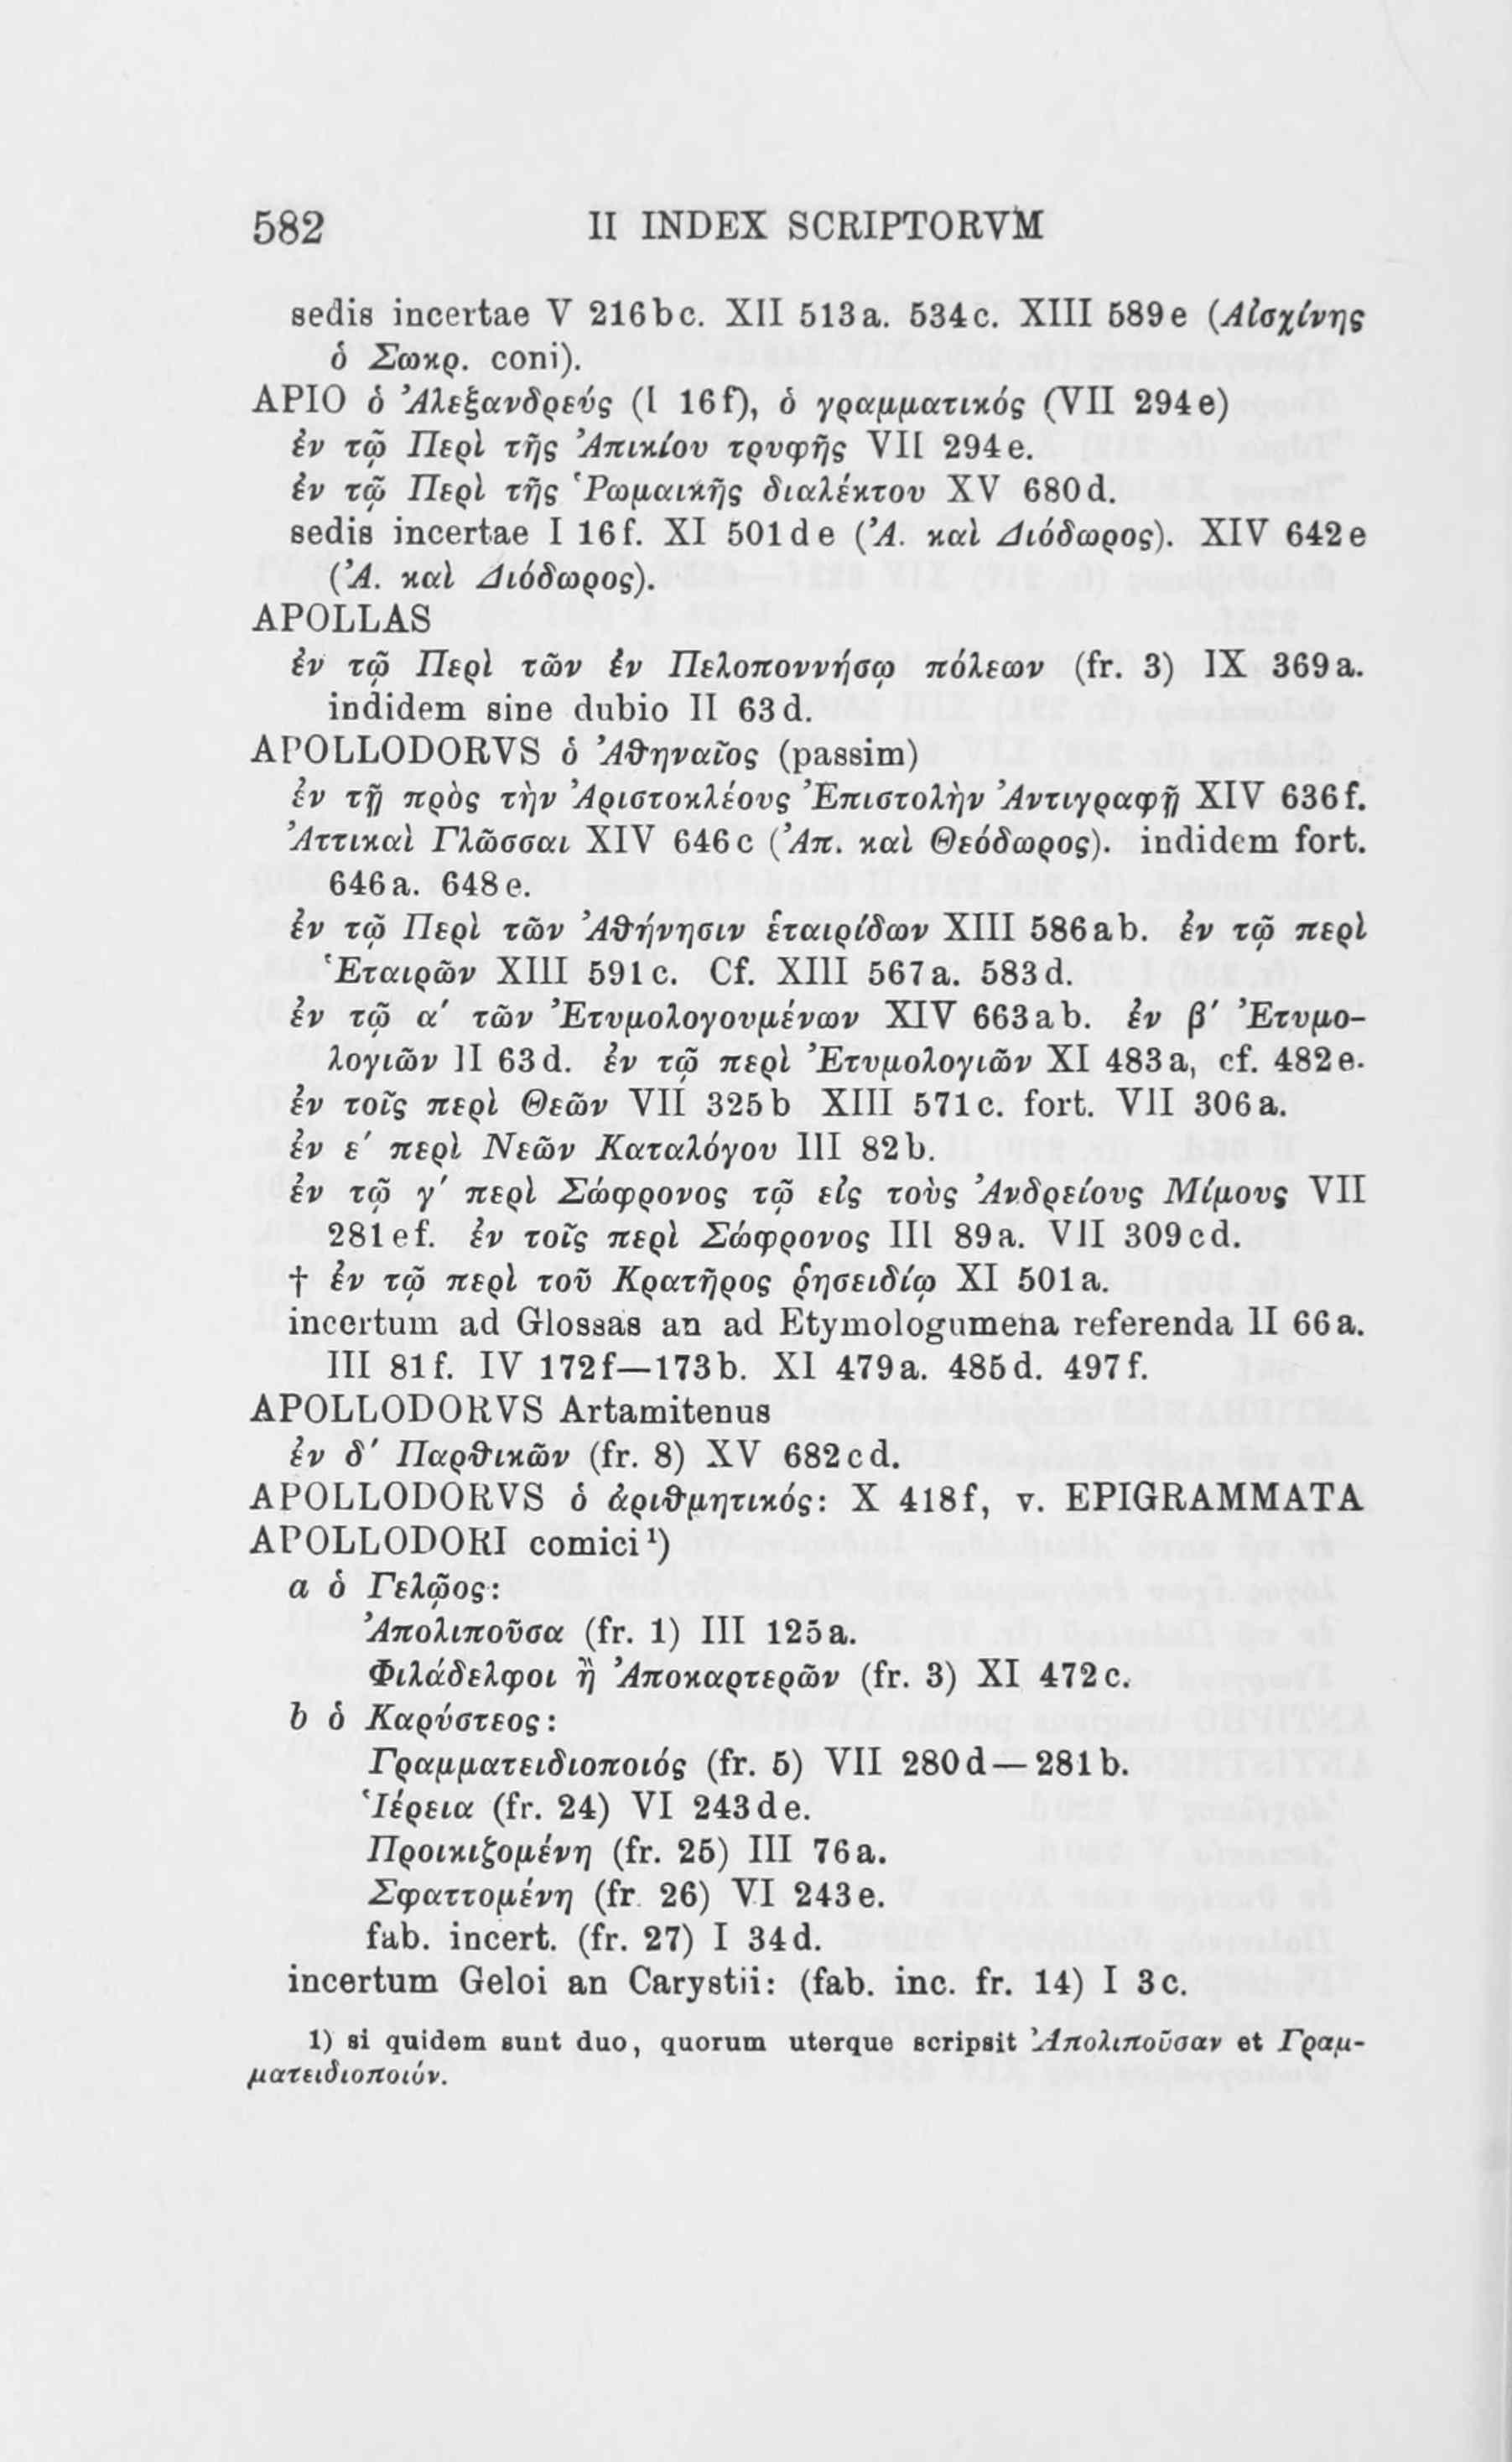 582 II INDEX SCRIPTORVM
sedis incertae V 216bc. XII 513a. 534c. XIII 589e (Αἰσχίνης
ὁ Σωκρ. coni).
APIO ὁ Ἀλεξανδρεύς (I 16f), ὁ γραμματικός (VII 294e)
ἐν τῷ Περὶ τῆς Ἀπικίου τρυφῆς VII 294e.
ἐν τῷ Περὶ τῆς Ῥωμαικῆς διαλέκτου XV 680d.
sedis incertae I 16f. XI 501de (Ἀ. καὶ Διόδωρος). XIV 642e
(Ἀ. καὶ Διόδωρος).
APOLLAS
ἐν τῷ Περὶ τῶν ἐν Πελοποννήσῳ πόλεων (fr. 3) IX 369a.
indidem sine dubio II 63d.
APOLLODORVS ὁ Ἀθηναῖος (passim)
ἐν τῇ πρὸς τὴν Ἀριστοκλέους Ἐπιστολὴν Ἀντιγραφῇ XIV 636f.
Ἀττικαὶ Γλῶσσαι XIV 646c (Ἀπ. καὶ Θεόδωρος). indidem fort.
646a. 648e.
ἐν τῷ Περὶ τῶν Ἀθήνησιν ἑταιρίδων XIII 586ab. ἐν τῷ περὶ
Ἑταιρῶν XIII 591c. Cf. XIII 567a. 583d.
ἐν τῷ α′ τῶν Ἐτυμολογουμένων XIV 663ab. ἐν β′ Ἐτυμο-
λογιῶν II 63d. ἐν τῷ περὶ Ἐτυμολογιῶν XI 483a, cf. 482e.
ἐν τοῖς περὶ Θεῶν VII 325b XIII 571c. fort. VII 306a.
ἐν ε′ περὶ Νεῶν Καταλόγου III 82b.
ἐν τῷ γ′ περὶ Σώφρονος τῷ εἰς τοὺς Ἀνδρείους Μίμους VII
281ef. ἐν τοῖς περὶ Σώφρονος III 89a. VII 309cd.
† ἐν τῷ περὶ τοῦ Κρατῆρος ῥησειδίῳ XI 501a.
incertum ad Glossas an ad Etymologumena referenda II 66a.
III 81f. IV 172f—173b. XI 479a. 485d. 497f.
APOLLODORVS Artamitenus
ἐν δ′ Παρθικῶν (fr. 8) XV 682cd.
APOLLODORVS ὁ ἀριθμητικός: X 418f, v. EPIGRAMMATA
APOLLODORI comici¹)
a ὁ Γελῷος:
Ἀπολιποῦσα (fr. 1) III 125a.
Φιλάδελφοι ἢ Ἀποκαρτερῶν (fr. 3) XI 472c.
b ὁ Καρύστεος:
Γραμματειδιοποιός (fr. 5) VII 280d—281b.
Ἱέρεια (fr. 24) VI 243de.
Προικιζομένη (fr. 25) III 76a.
Σφαττομένη (fr. 26) VI 243e.
fab. incert. (fr. 27) I 34d.
incertum Geloi an Carystii: (fab. inc. fr. 14) I 3c.
1) si quidem sunt duo, quorum uterque scripsit Ἀπολιποῦσαν et Γραμ-
ματειδιοποιόν.